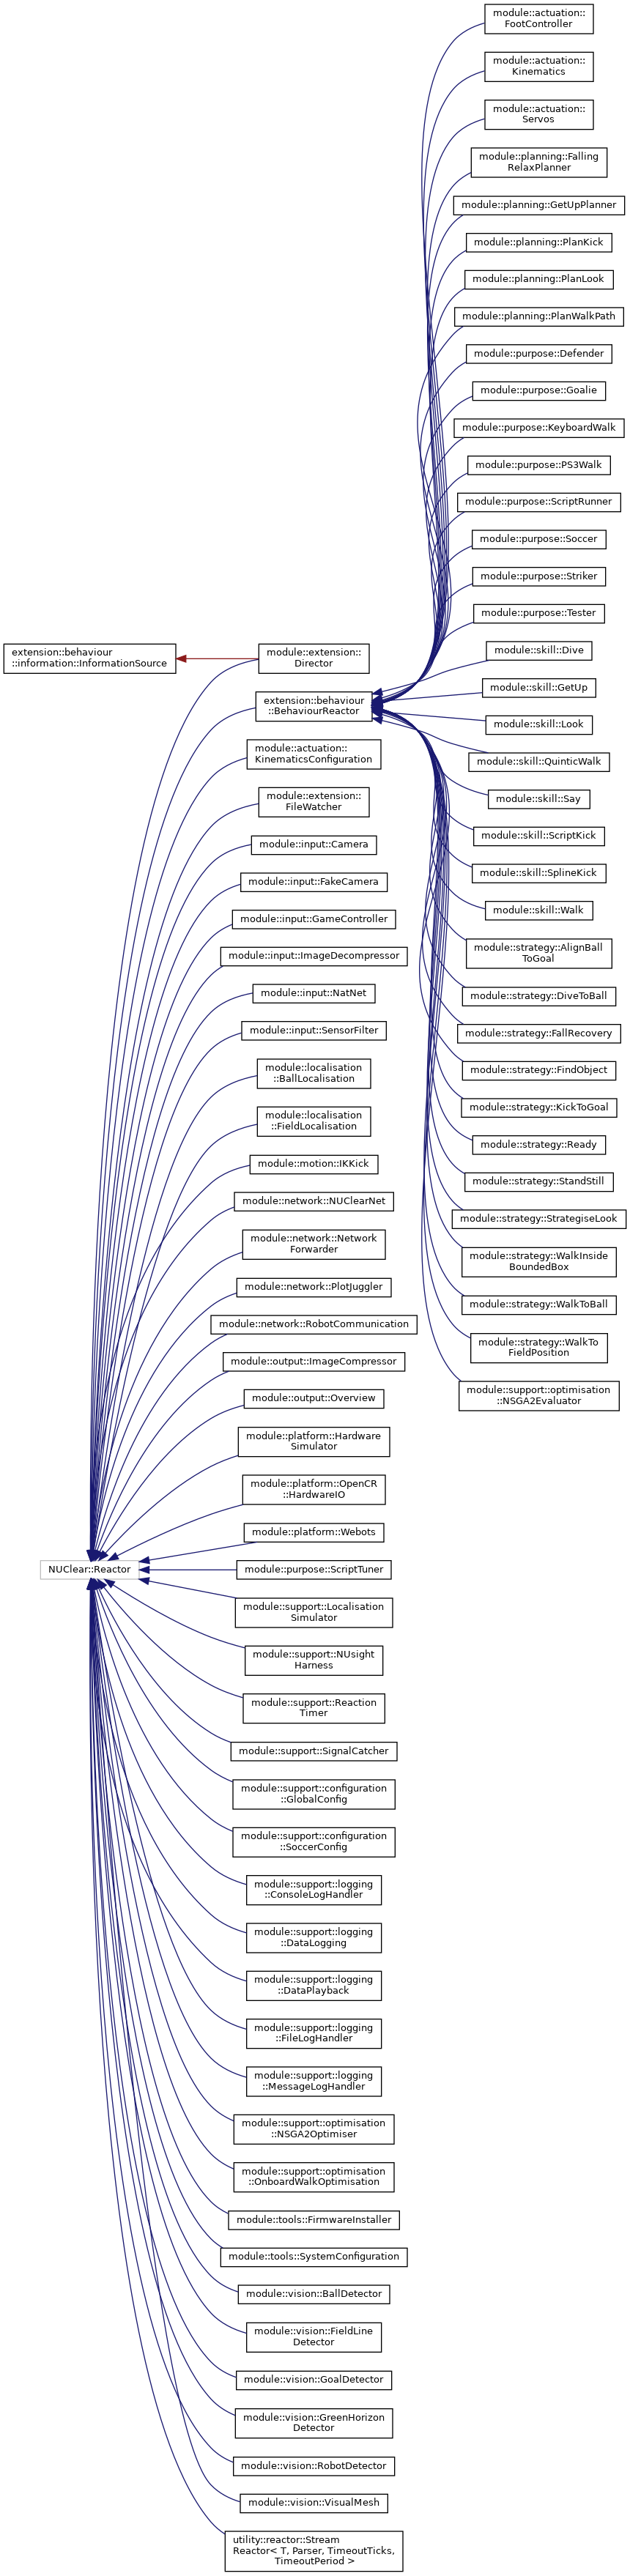 module::actuation::
FootController
module::actuation::
Kinematics
module::actuation::
Servos
module::planning::Falling
RelaxPlanner
module::planning::GetUpPlanner
module::planning::PlanKick
module::planning::PlanLook
module::planning::PlanWalkPath
module::purpose::Defender
module::purpose::Goalie
module::purpose::KeyboardWalk
module::purpose::PS3Walk
module::purpose::ScriptRunner
module::purpose::Soccer
module::purpose::Striker
module::purpose::Tester
module::skill::Dive
module::skill::GetUp
module::skill::Look
module::skill::QuinticWalk
module::skill::Say
module::skill::ScriptKick
module::skill::SplineKick
module::skill::Walk
module::strategy::AlignBall
ToGoal
module::strategy::DiveToBall
module::strategy::FallRecovery
module::strategy::FindObject
module::strategy::KickToGoal
module::strategy::Ready
module::strategy::StandStill
module::strategy::StrategiseLook
module::strategy::WalkInside
BoundedBox
module::strategy::WalkToBall
module::strategy::WalkTo
FieldPosition
module::support::optimisation
::NSGA2Evaluator
extension::behaviour
::information::InformationSource
module::extension::
Director
extension::behaviour
::BehaviourReactor
module::actuation::
KinematicsConfiguration
module::extension::
FileWatcher
module::input::Camera
module::input::FakeCamera
module::input::GameController
module::input::ImageDecompressor
module::input::NatNet
module::input::SensorFilter
module::localisation
::BallLocalisation
module::localisation
::FieldLocalisation
module::motion::IKKick
module::network::NUClearNet
module::network::Network
Forwarder
module::network::PlotJuggler
module::network::RobotCommunication
module::output::ImageCompressor
module::output::Overview
module::platform::Hardware
Simulator
module::platform::OpenCR
::HardwareIO
module::platform::Webots
NUClear::Reactor
module::purpose::ScriptTuner
module::support::Localisation
Simulator
module::support::NUsight
Harness
module::support::Reaction
Timer
module::support::SignalCatcher
module::support::configuration
::GlobalConfig
module::support::configuration
::SoccerConfig
module::support::logging
::ConsoleLogHandler
module::support::logging
::DataLogging
module::support::logging
::DataPlayback
module::support::logging
::FileLogHandler
module::support::logging
::MessageLogHandler
module::support::optimisation
::NSGA2Optimiser
module::support::optimisation
::OnboardWalkOptimisation
module::tools::FirmwareInstaller
module::tools::SystemConfiguration
module::vision::BallDetector
module::vision::FieldLine
Detector
module::vision::GoalDetector
module::vision::GreenHorizon
Detector
module::vision::RobotDetector
module::vision::VisualMesh
utility::reactor::Stream
Reactor< T, Parser, TimeoutTicks,
TimeoutPeriod >